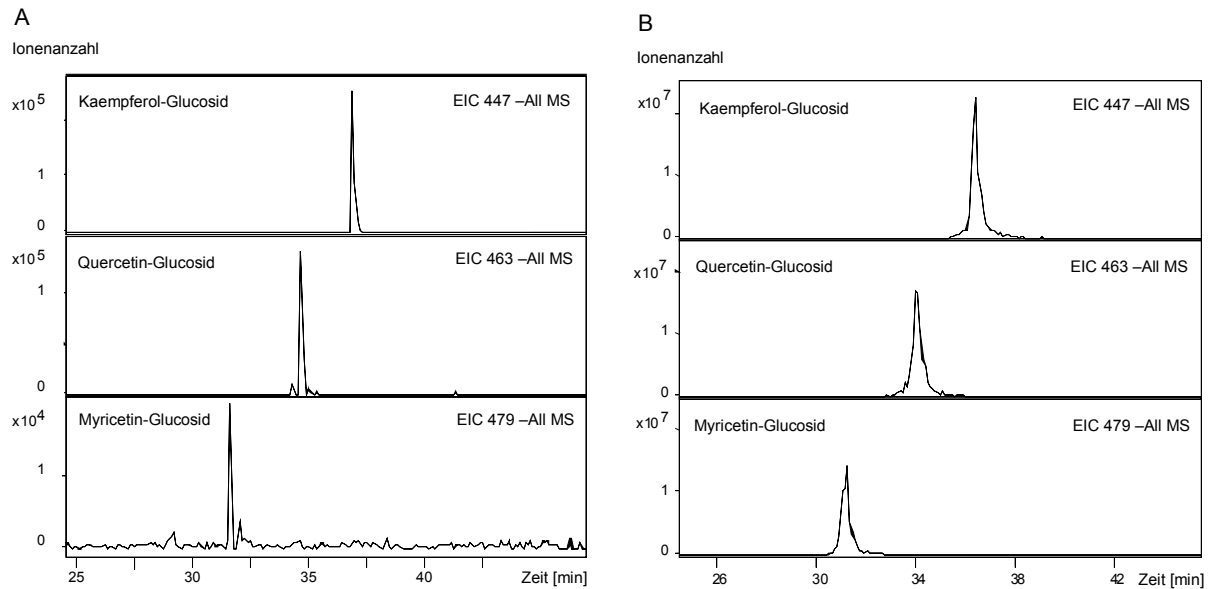 A
Ionenanzahl
x10 5
Kaempferol-Glucosid
EIC 447 –All MS
1
0
x10 5
Quercetin-Glucosid
EIC 463 –All MS
1
0
x10 4
Myricetin-Glucosid
EIC 479 –All MS
1
0
25 30 35 40 Zeit [min]
B
Ionenanzahl
x10 7
Kaempferol-Glucosid
EIC 447 –All MS
1
0
x10 7
Quercetin-Glucosid
EIC 463 –All MS
1
0
x10 7
Myricetin-Glucosid
EIC 479 –All MS
1
0
26 30 34 38 42 Zeit [min]